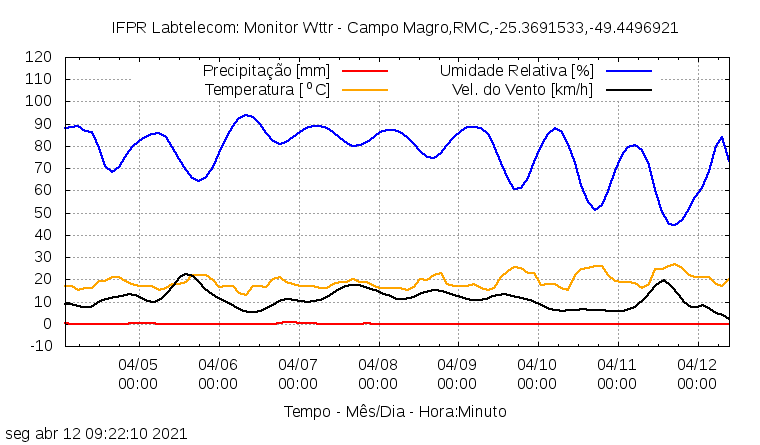 IFPR Labtelecom: Monitor Wttr - Campo Magro,RMC,-25.3691533,-49.4496921
120
110
100
90
80
70
60
50
40
30
20
10
0
-10
Precipitação [mm]
Umidade Relativa [%]
Temperatura [⁰C]
Vel. do Vento [km/h]
04/05 04/06 04/07 04/08 04/09 04/10 04/11 04/12
00:00 00:00 00:00 00:00 00:00 00:00 00:00 00:00
Tempo - Mês/Dia - Hora:Minuto
seg abr 12 09:22:10 2021